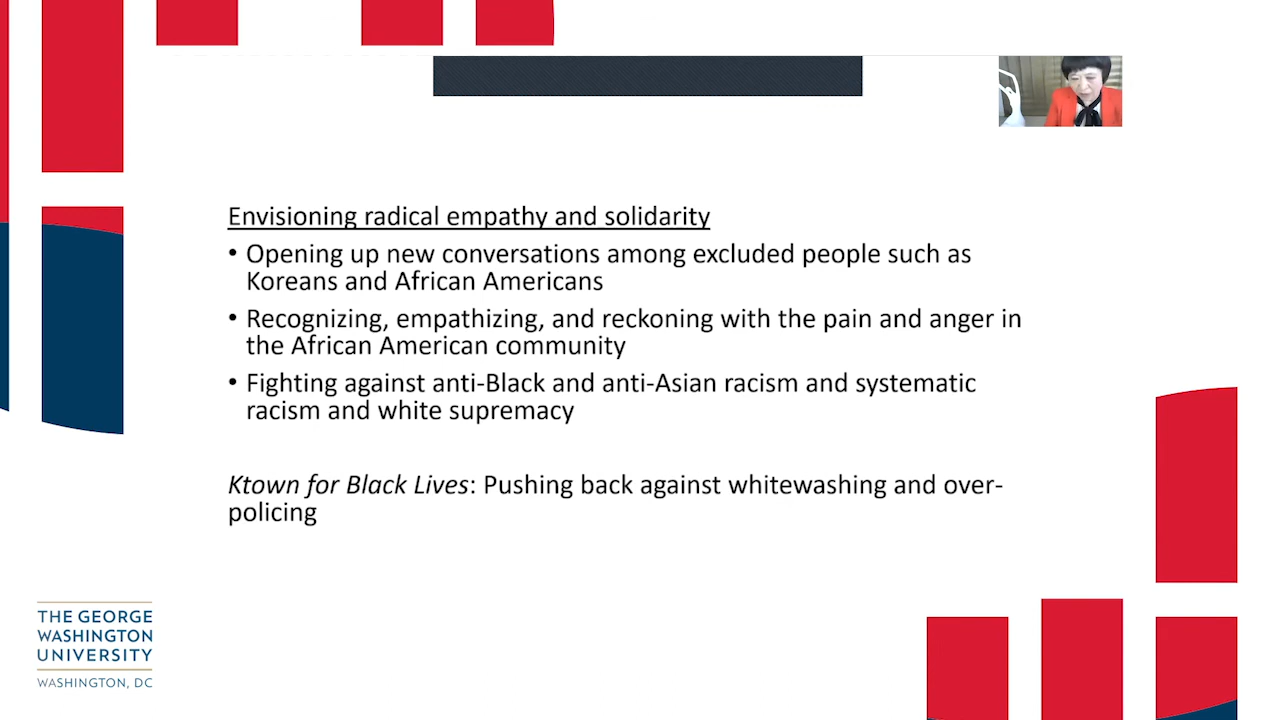 Envisioning radical empathy and solidarity
• Opening up new conversations among excluded people such as
Koreans and African Americans
• Recognizing, empathizing, and reckoning with the pain and anger in
the African American community
• Fighting against anti-Black and anti-Asian racism and systematic
racism and white supremacy
Ktown for Black Lives: Pushing back against whitewashing and over-
policing
THE GEORGE
WASHINGTON
UNIVERSITY
WASHINGTON, DC